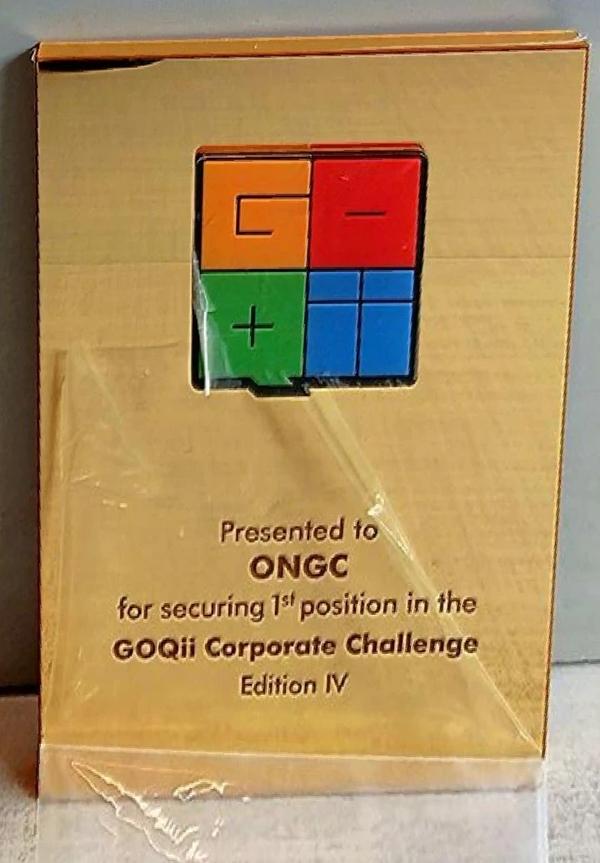 Presented to
ONGC
for securing 1st position in the
GOQii Corporate Challenge
Edition IV